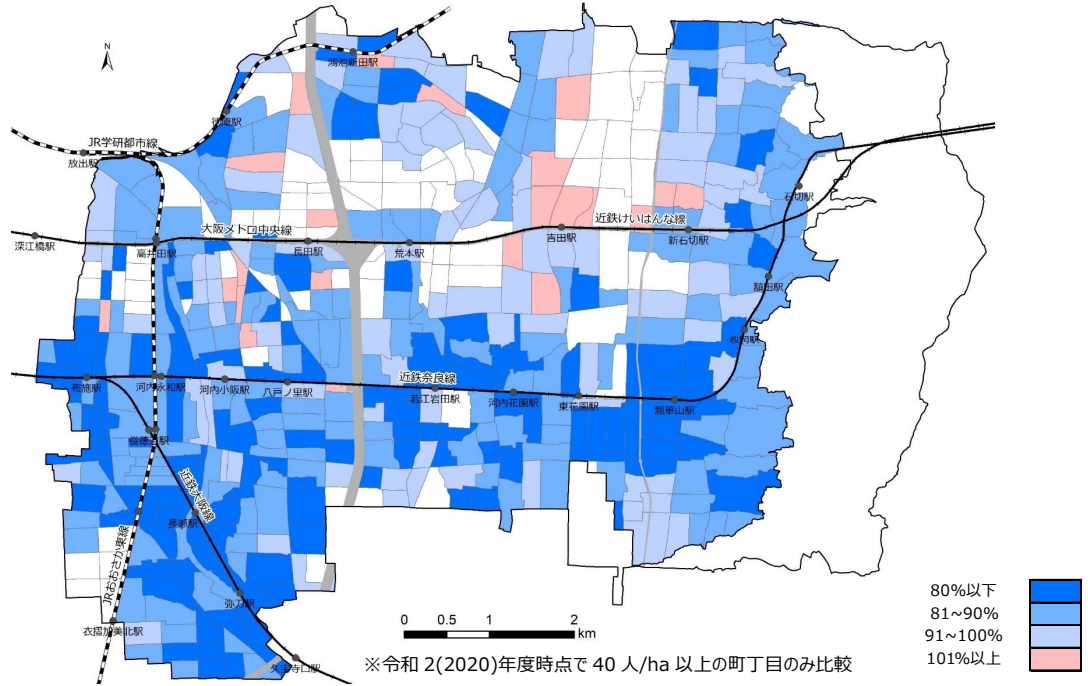 N
鴻池新田駅
徳庵駅
JR学研都市線
放出駅
石切駅
近鉄けいはんな線
大阪メトロ中央線
深江橋駅
高井田駅
長田駅
荒本駅
吉田駅
新石切駅
額田駅
枚岡駅
布施駅
河内永和駅
河内小阪駅
八戸ノ里駅
近鉄奈良線
若江岩田駅
河内花園駅
東花園駅
瓢箪山駅
俊徳道駅
近鉄大阪線
長瀬駅
JRおおさか東線
弥刀駅
衣摺加美北駅
久宝寺口駅
0 0.5 1 2
km
※令和 2(2020)年度時点で 40 人/ha 以上の町丁目のみ比較
80%以下
81~90%
91~100%
101%以上